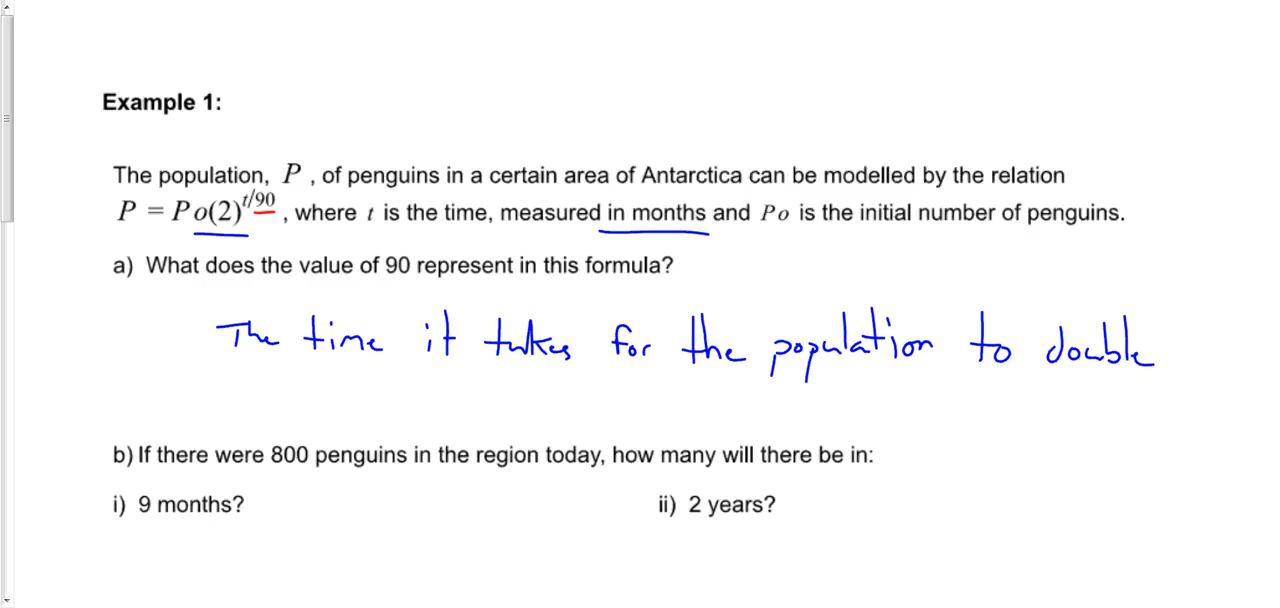 Example 1:
The population, P , of penguins in a certain area of Antarctica can be modelled by the relation
P = Po(2)^t/90 , where t is the time, measured in months and Po is the initial number of penguins.
a) What does the value of 90 represent in this formula?
The time it takes for the population to double
b) If there were 800 penguins in the region today, how many will there be in:
i) 9 months? ii) 2 years?